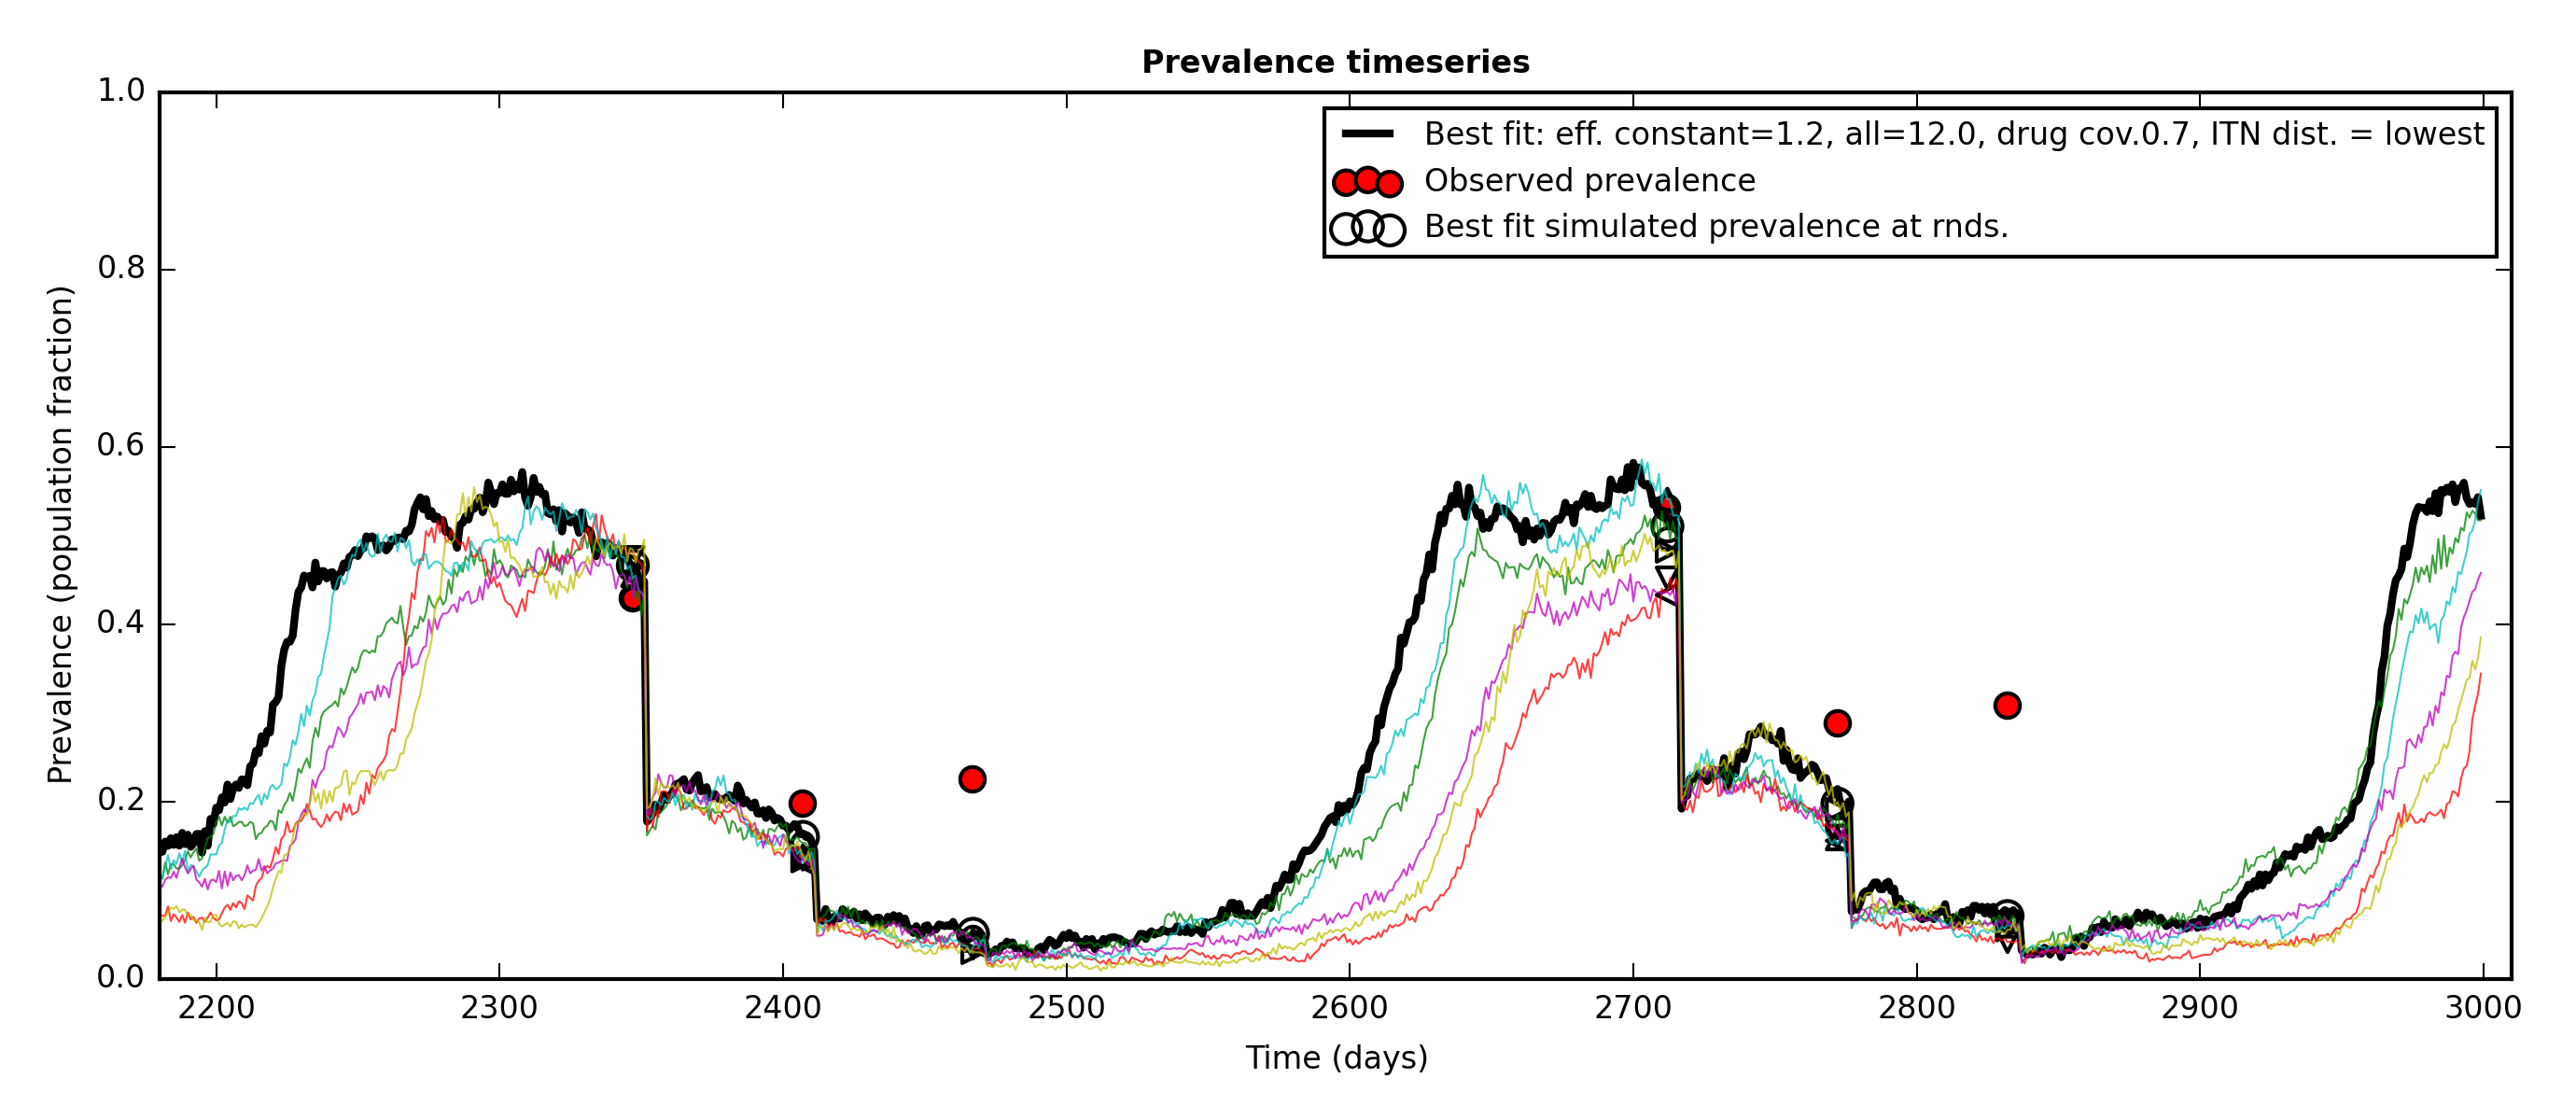 Prevalence timeseries
1.0
0.8
0.6
0.4
0.2
0.0
Prevalence (population fraction)
Best fit: eff. constant=1.2, all=12.0, drug cov.0.7, ITN dist. = lowest
Observed prevalence
Best fit simulated prevalence at rnds.
2200 2300 2400 2500 2600 2700 2800 2900 3000
Time (days)